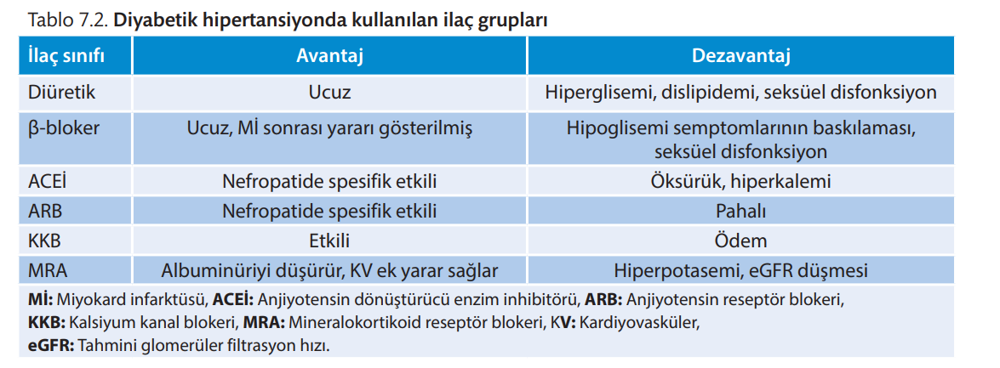 Tablo 7.2. Diyabetik hipertansiyonda kullanılan ilaç grupları
İlaç sınıfı Avantaj Dezavantaj
Diüretik Ucuz Hiperglisemi, dislipidemi, seksüel disfonksiyon
β-bloker Ucuz, Mİ sonrası yararı gösterilmiş Hipoglisemi semptomlarının baskılaması,
seksüel disfonksiyon
ACEİ Nefropatide spesifik etkili Öksürük, hiperkalemi
ARB Nefropatide spesifik etkili Pahalı
KKB Etkili Ödem
MRA Albuminüriyi düşürür, KV ek yarar sağlar Hiperpotasemi, eGFR düşmesi
Mİ: Miyokard infarktüsü, ACEİ: Anjiyotensin dönüştürücü enzim inhibitörü, ARB: Anjiyotensin reseptör blokeri,
KKB: Kalsiyum kanal blokeri, MRA: Mineralokortikoid reseptör blokeri, KV: Kardiyovasküler,
eGFR: Tahmini glomerüler filtrasyon hızı.